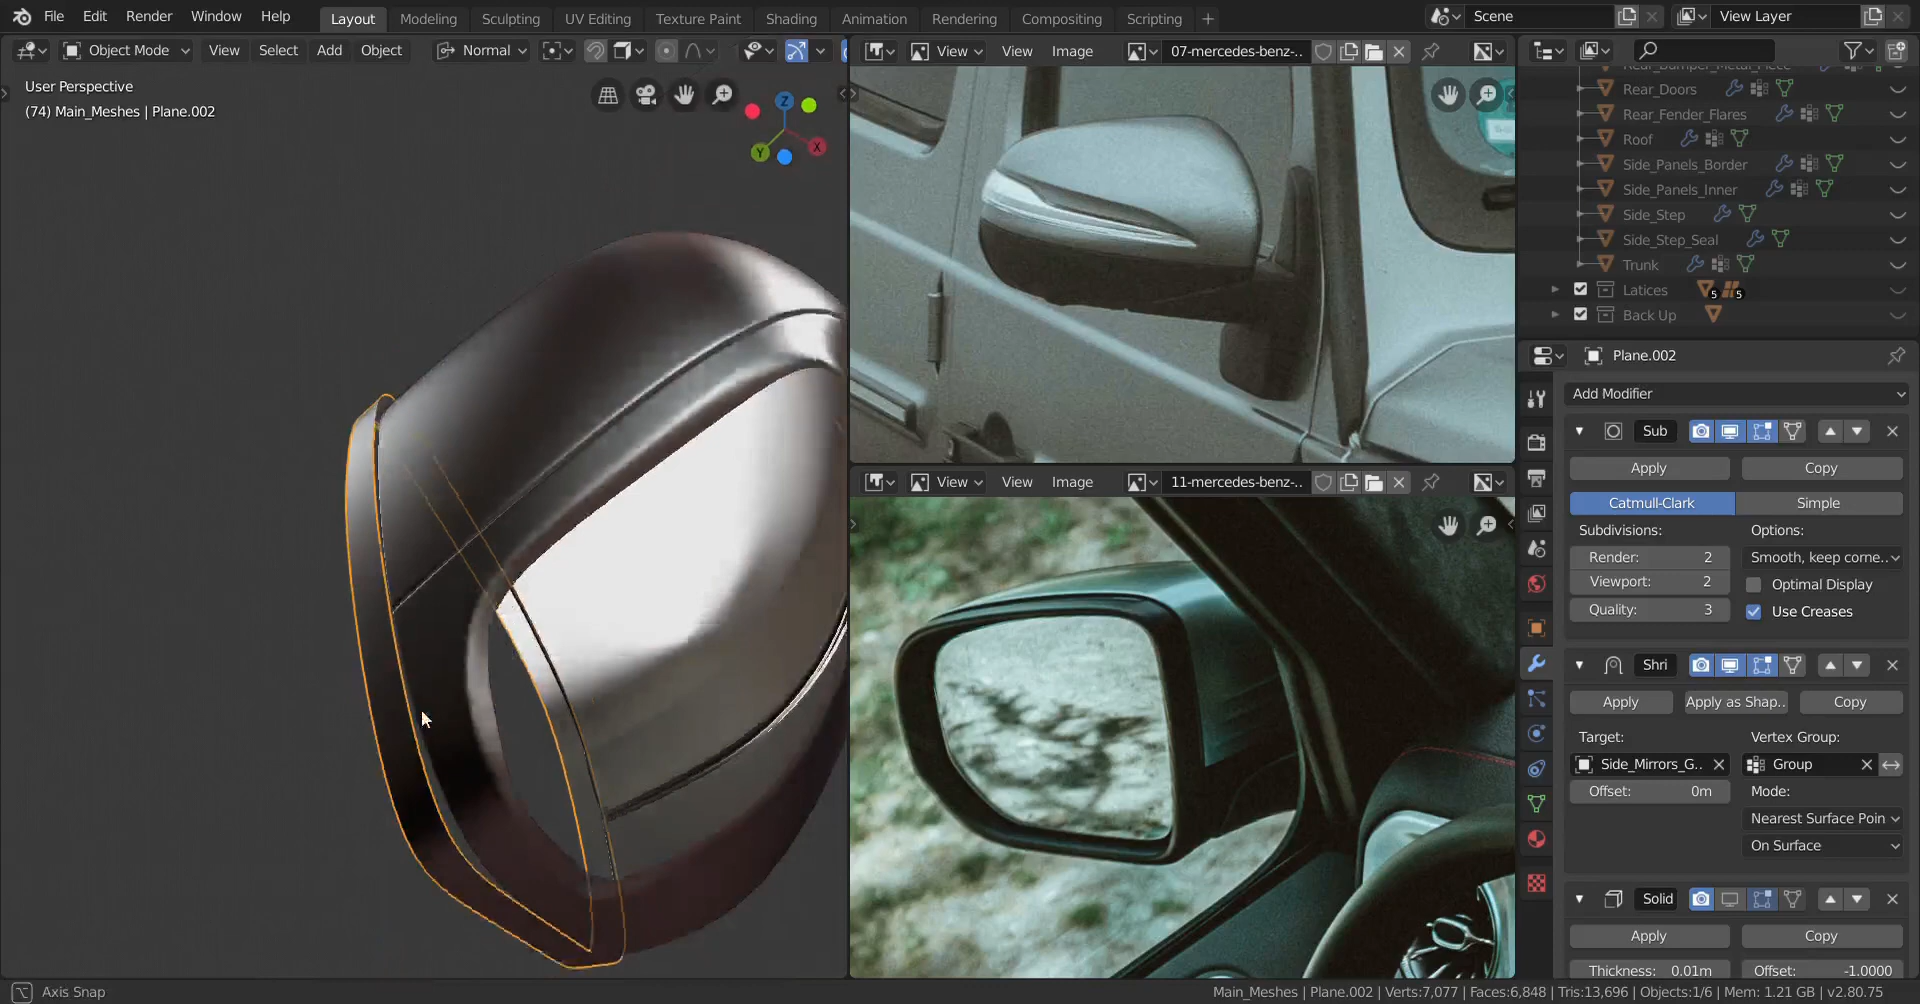 File Edit Render Window Help Layout Modeling Sculpting UV Editing Texture Paint Shading Animation Rendering Compositing Scripting + Scene View Layer
Object Mode View Select Add Object Normal View View Image 07-mercedes-benz-..
User Perspective
(74) Main_Meshes | Plane.002
Z
Y
X
View View Image 11-mercedes-benz-..
Rear_Bumper_Metal_Piece
Rear_Doors
Rear_Fender_Flares
Roof
Side_Panels_Border
Side_Panels_Inner
Side_Step
Side_Step_Seal
Trunk
Latices 5 5
Back Up
Plane.002
Add Modifier
Sub
Apply Copy
Catmull-Clark Simple
Subdivisions: Options:
Render: 2 Smooth, keep corne..
Viewport: 2 Optimal Display
Quality: 3 Use Creases
Shri
Apply Apply as Shap.. Copy
Target: Vertex Group:
Side_Mirrors_G.. Group
Offset: 0m Mode:
Nearest Surface Poin
On Surface
Solid
Apply Copy
Thickness: 0.01m Offset: -1.0000
Axis Snap Main_Meshes | Plane.002 | Verts:7,077 | Faces:6,848 | Tris:13,696 | Objects:1/6 | Mem: 1.21 GB | v2.80.75